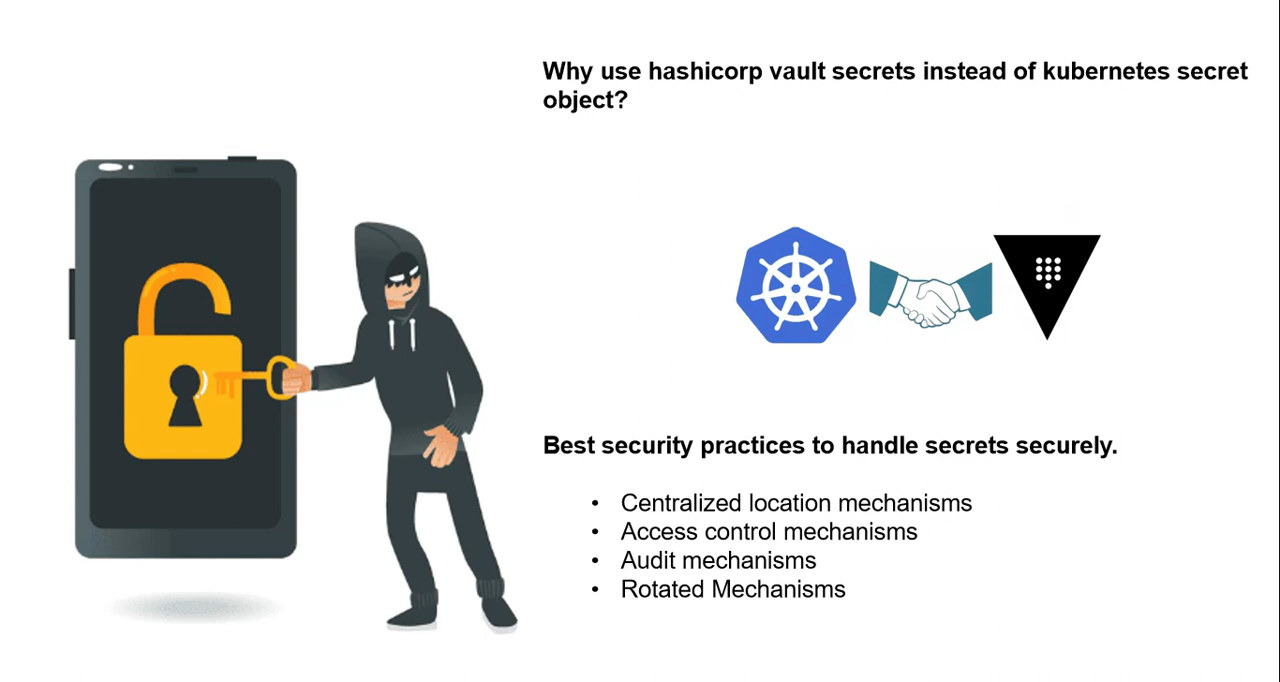 Why use hashicorp vault secrets instead of kubernetes secret
object?
Best security practices to handle secrets securely.
• Centralized location mechanisms
• Access control mechanisms
• Audit mechanisms
• Rotated Mechanisms